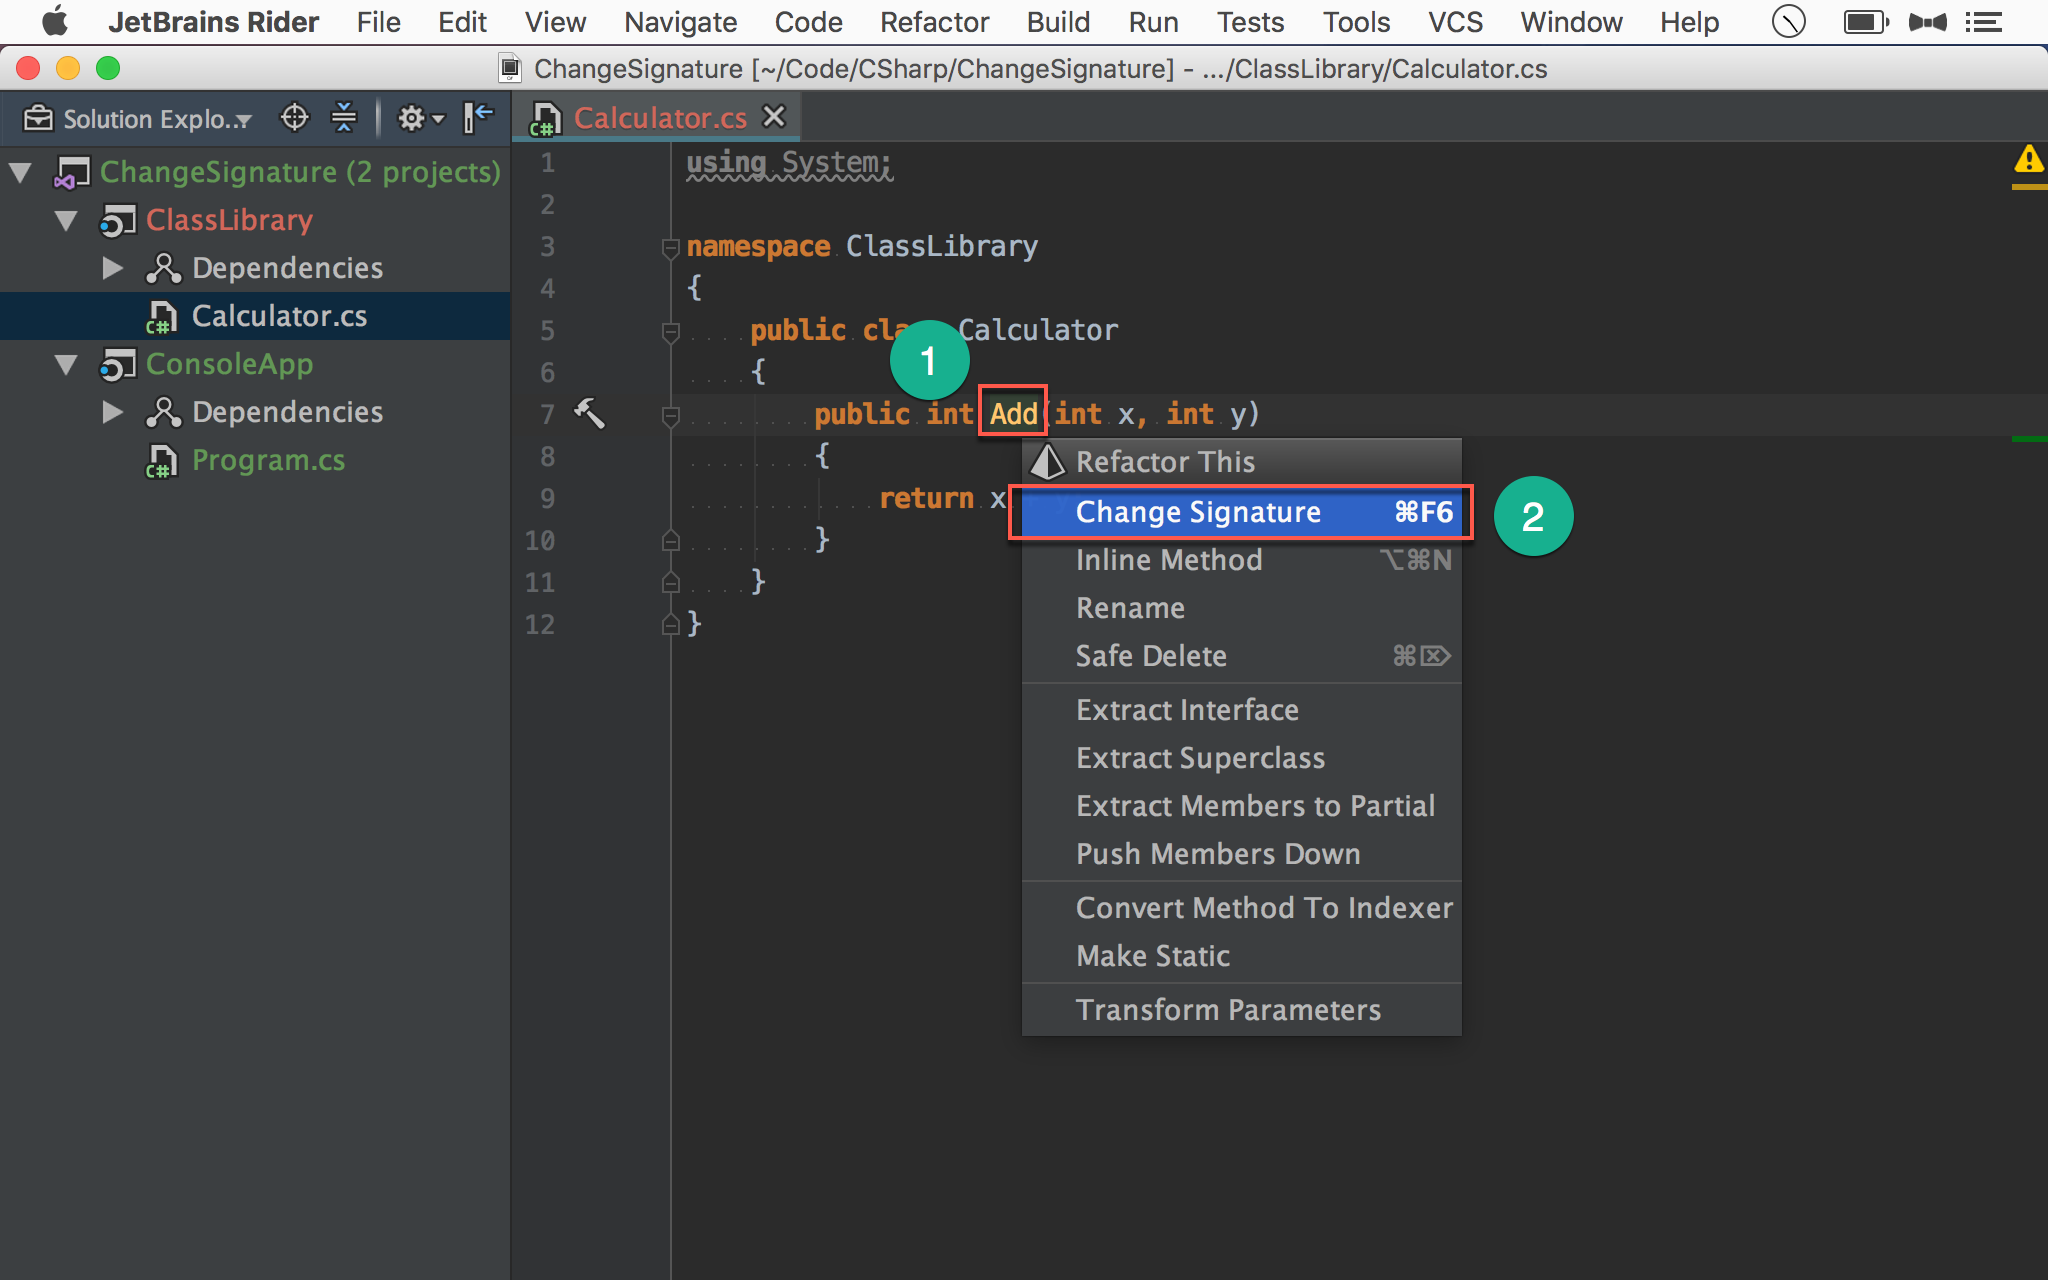 JetBrains Rider File Edit View Navigate Code Refactor Build Run Tests Tools VCS Window Help
ChangeSignature [~/Code/CSharp/ChangeSignature] - .../ClassLibrary/Calculator.cs
Solution Explo...
Calculator.cs
ChangeSignature (2 projects)
ClassLibrary
Dependencies
C# Calculator.cs
ConsoleApp
Dependencies
C# Program.cs
1 using System;
2
3 namespace ClassLibrary
4 {
5 public cla Calculator
6 {
7 public int Add(int x, int y)
8 {
9 return x
10 }
11 }
12 }
1
Refactor This
Change Signature ⌘F6
2
Inline Method ⌥⌘N
Rename
Safe Delete ⌘⌦
Extract Interface
Extract Superclass
Extract Members to Partial
Push Members Down
Convert Method To Indexer
Make Static
Transform Parameters